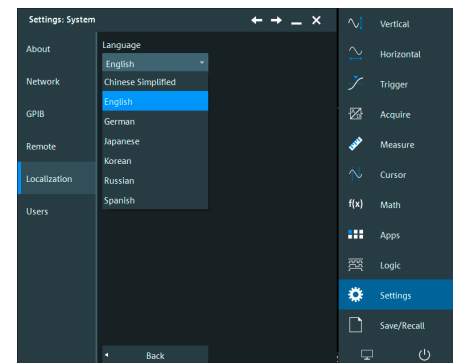 Settings: System
About
Network
GPIB
Remote
Localization
Users
Language
English
Chinese Simplified
English
German
Japanese
Korean
Russian
Spanish
Back
Vertical
Horizontal
Trigger
Acquire
Measure
Cursor
f(x) Math
Apps
Logic
Settings
Save/Recall